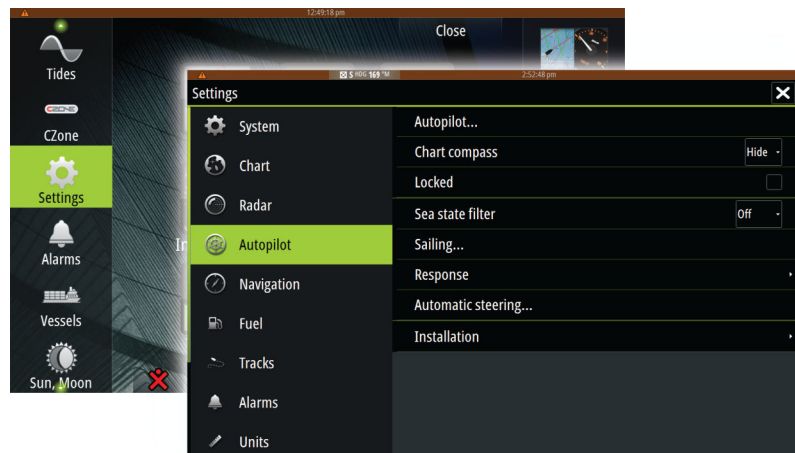 12:49:18 pm
Close
Tides
CZONE
CZone
Settings
Alarms
Vessels
Sun, Moon
S HDG 169 °M
2:52:48 pm
Settings
System
Chart
Radar
Autopilot
Navigation
Fuel
Tracks
Alarms
Units
Autopilot...
Chart compass
Hide
Locked
Sea state filter
Off
Sailing...
Response
Automatic steering...
Installation